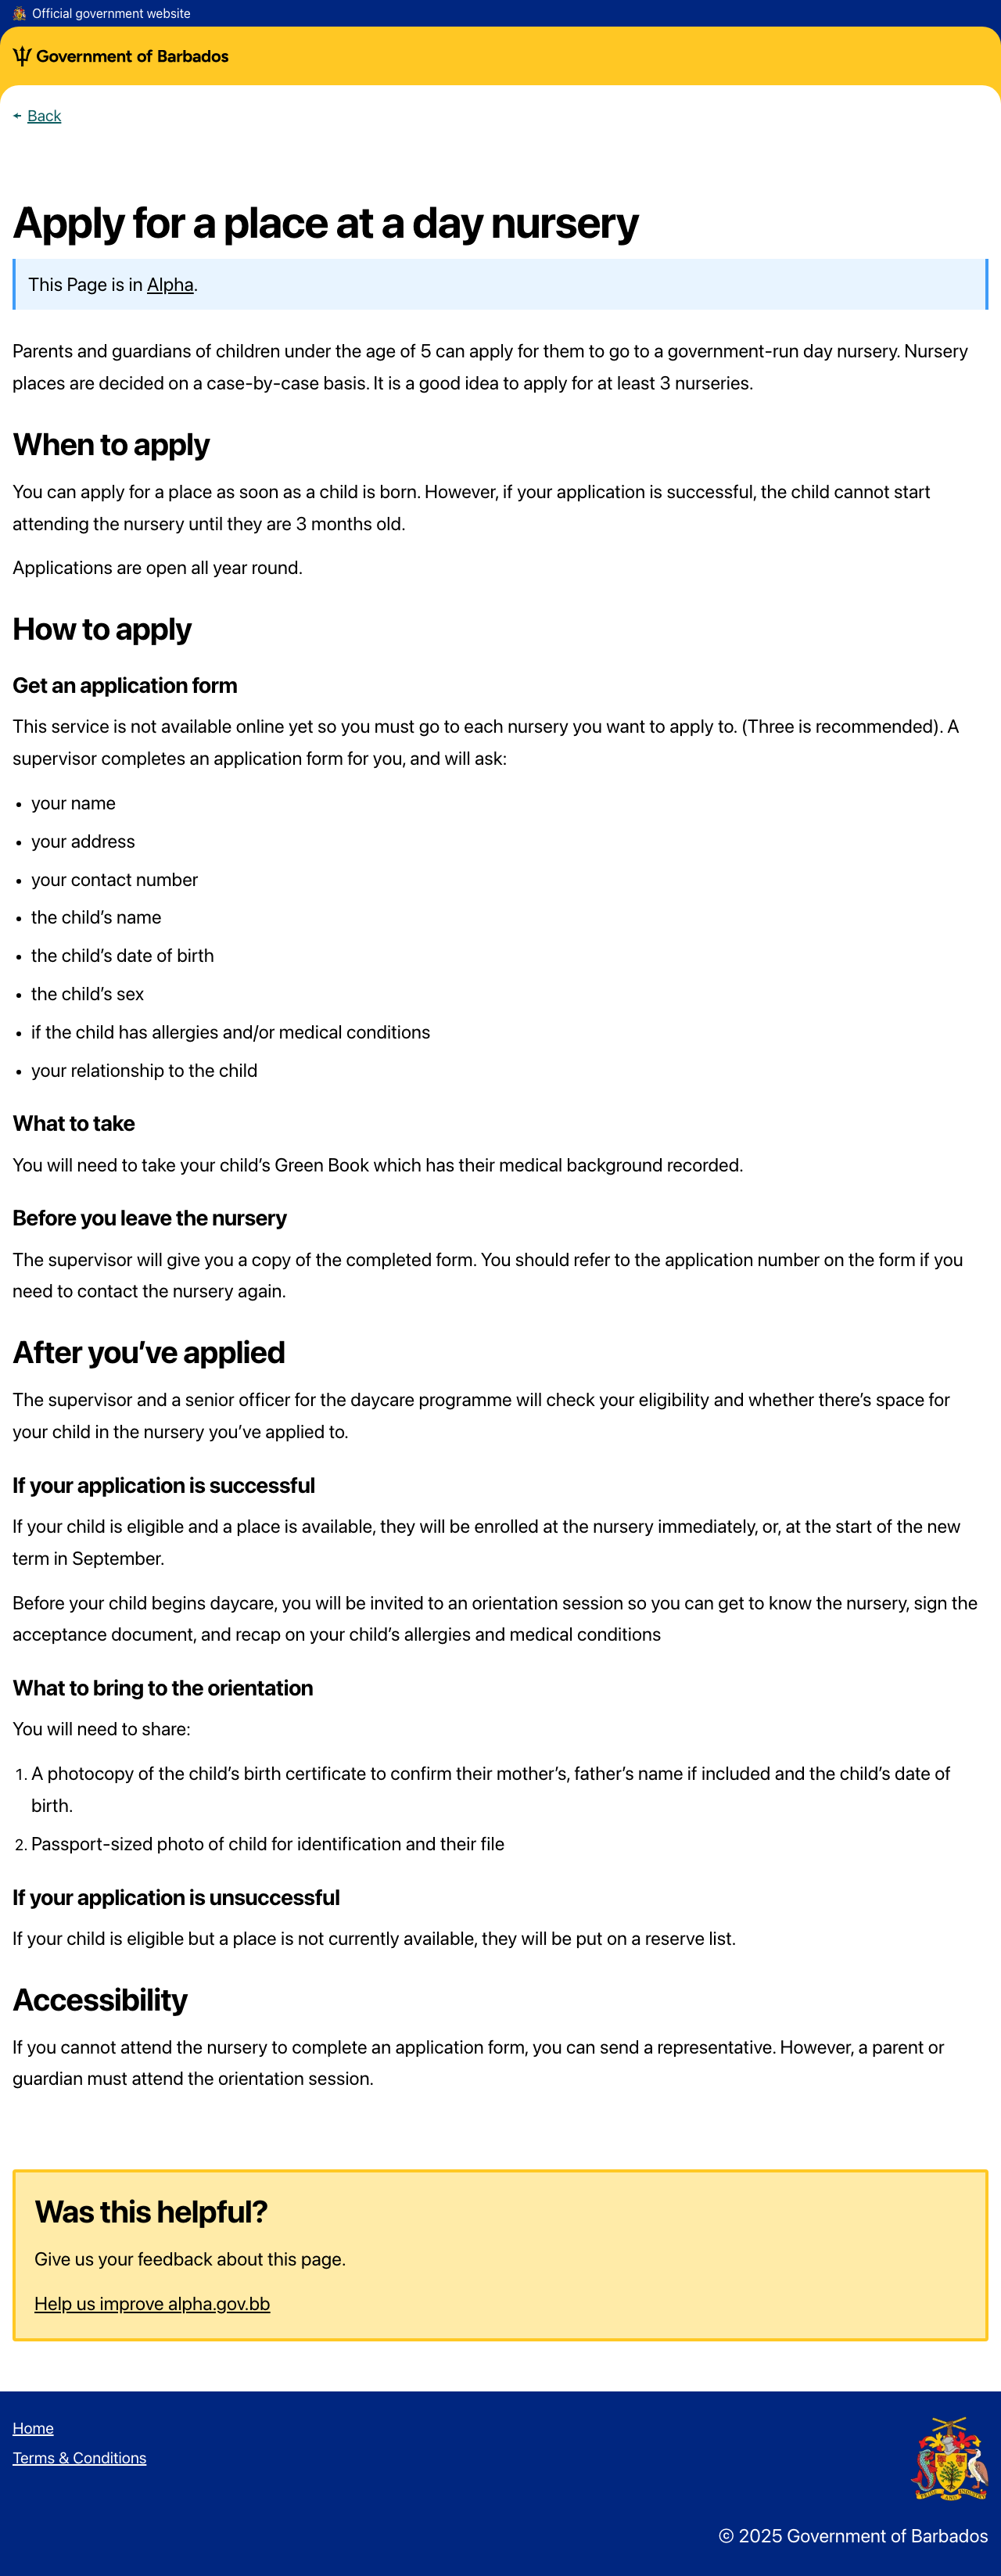 Official government website
Government of Barbados
Back
Apply for a place at a day nursery
This Page is in Alpha.
Parents and guardians of children under the age of 5 can apply for them to go to a government-run day nursery. Nursery
places are decided on a case-by-case basis. It is a good idea to apply for at least 3 nurseries.
When to apply
You can apply for a place as soon as a child is born. However, if your application is successful, the child cannot start
attending the nursery until they are 3 months old.
Applications are open all year round.
How to apply
Get an application form
This service is not available online yet so you must go to each nursery you want to apply to. (Three is recommended). A
supervisor completes an application form for you, and will ask:
• your name
• your address
• your contact number
• the child’s name
• the child’s date of birth
• the child’s sex
• if the child has allergies and/or medical conditions
• your relationship to the child
What to take
You will need to take your child’s Green Book which has their medical background recorded.
Before you leave the nursery
The supervisor will give you a copy of the completed form. You should refer to the application number on the form if you
need to contact the nursery again.
After you’ve applied
The supervisor and a senior officer for the daycare programme will check your eligibility and whether there’s space for
your child in the nursery you’ve applied to.
If your application is successful
If your child is eligible and a place is available, they will be enrolled at the nursery immediately, or, at the start of the new
term in September.
Before your child begins daycare, you will be invited to an orientation session so you can get to know the nursery, sign the
acceptance document, and recap on your child’s allergies and medical conditions
What to bring to the orientation
You will need to share:
1. A photocopy of the child’s birth certificate to confirm their mother’s, father’s name if included and the child’s date of
birth.
2. Passport-sized photo of child for identification and their file
If your application is unsuccessful
If your child is eligible but a place is not currently available, they will be put on a reserve list.
Accessibility
If you cannot attend the nursery to complete an application form, you can send a representative. However, a parent or
guardian must attend the orientation session.
Was this helpful?
Give us your feedback about this page.
Help us improve alpha.gov.bb
Home
Terms & Conditions
PRIDE AND INDUSTRY
© 2025 Government of Barbados